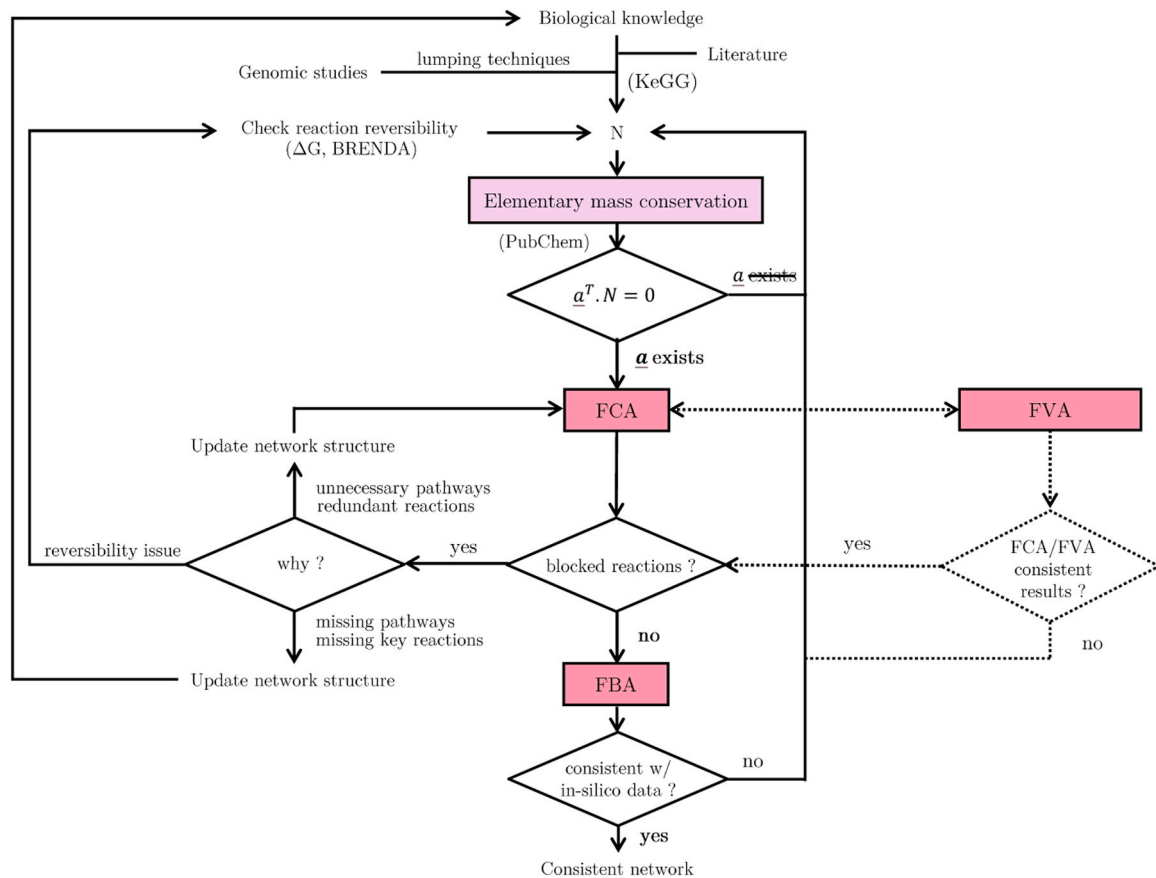 Biological knowledge
Literature
lumping techniques
Genomic studies
(KeGG)
Check reaction reversibility
(ΔG, BRENDA)
N
Elementary mass conservation
(PubChem)
a exists
a^T. N = 0
a exists
FCA
FVA
Update network structure
unnecessary pathways
redundant reactions
reversibility issue
why ?
yes
blocked reactions ?
yes
FCA/FVA
consistent
results ?
missing pathways
missing key reactions
no
no
Update network structure
FBA
consistent w/
in-silico data ?
no
yes
Consistent network